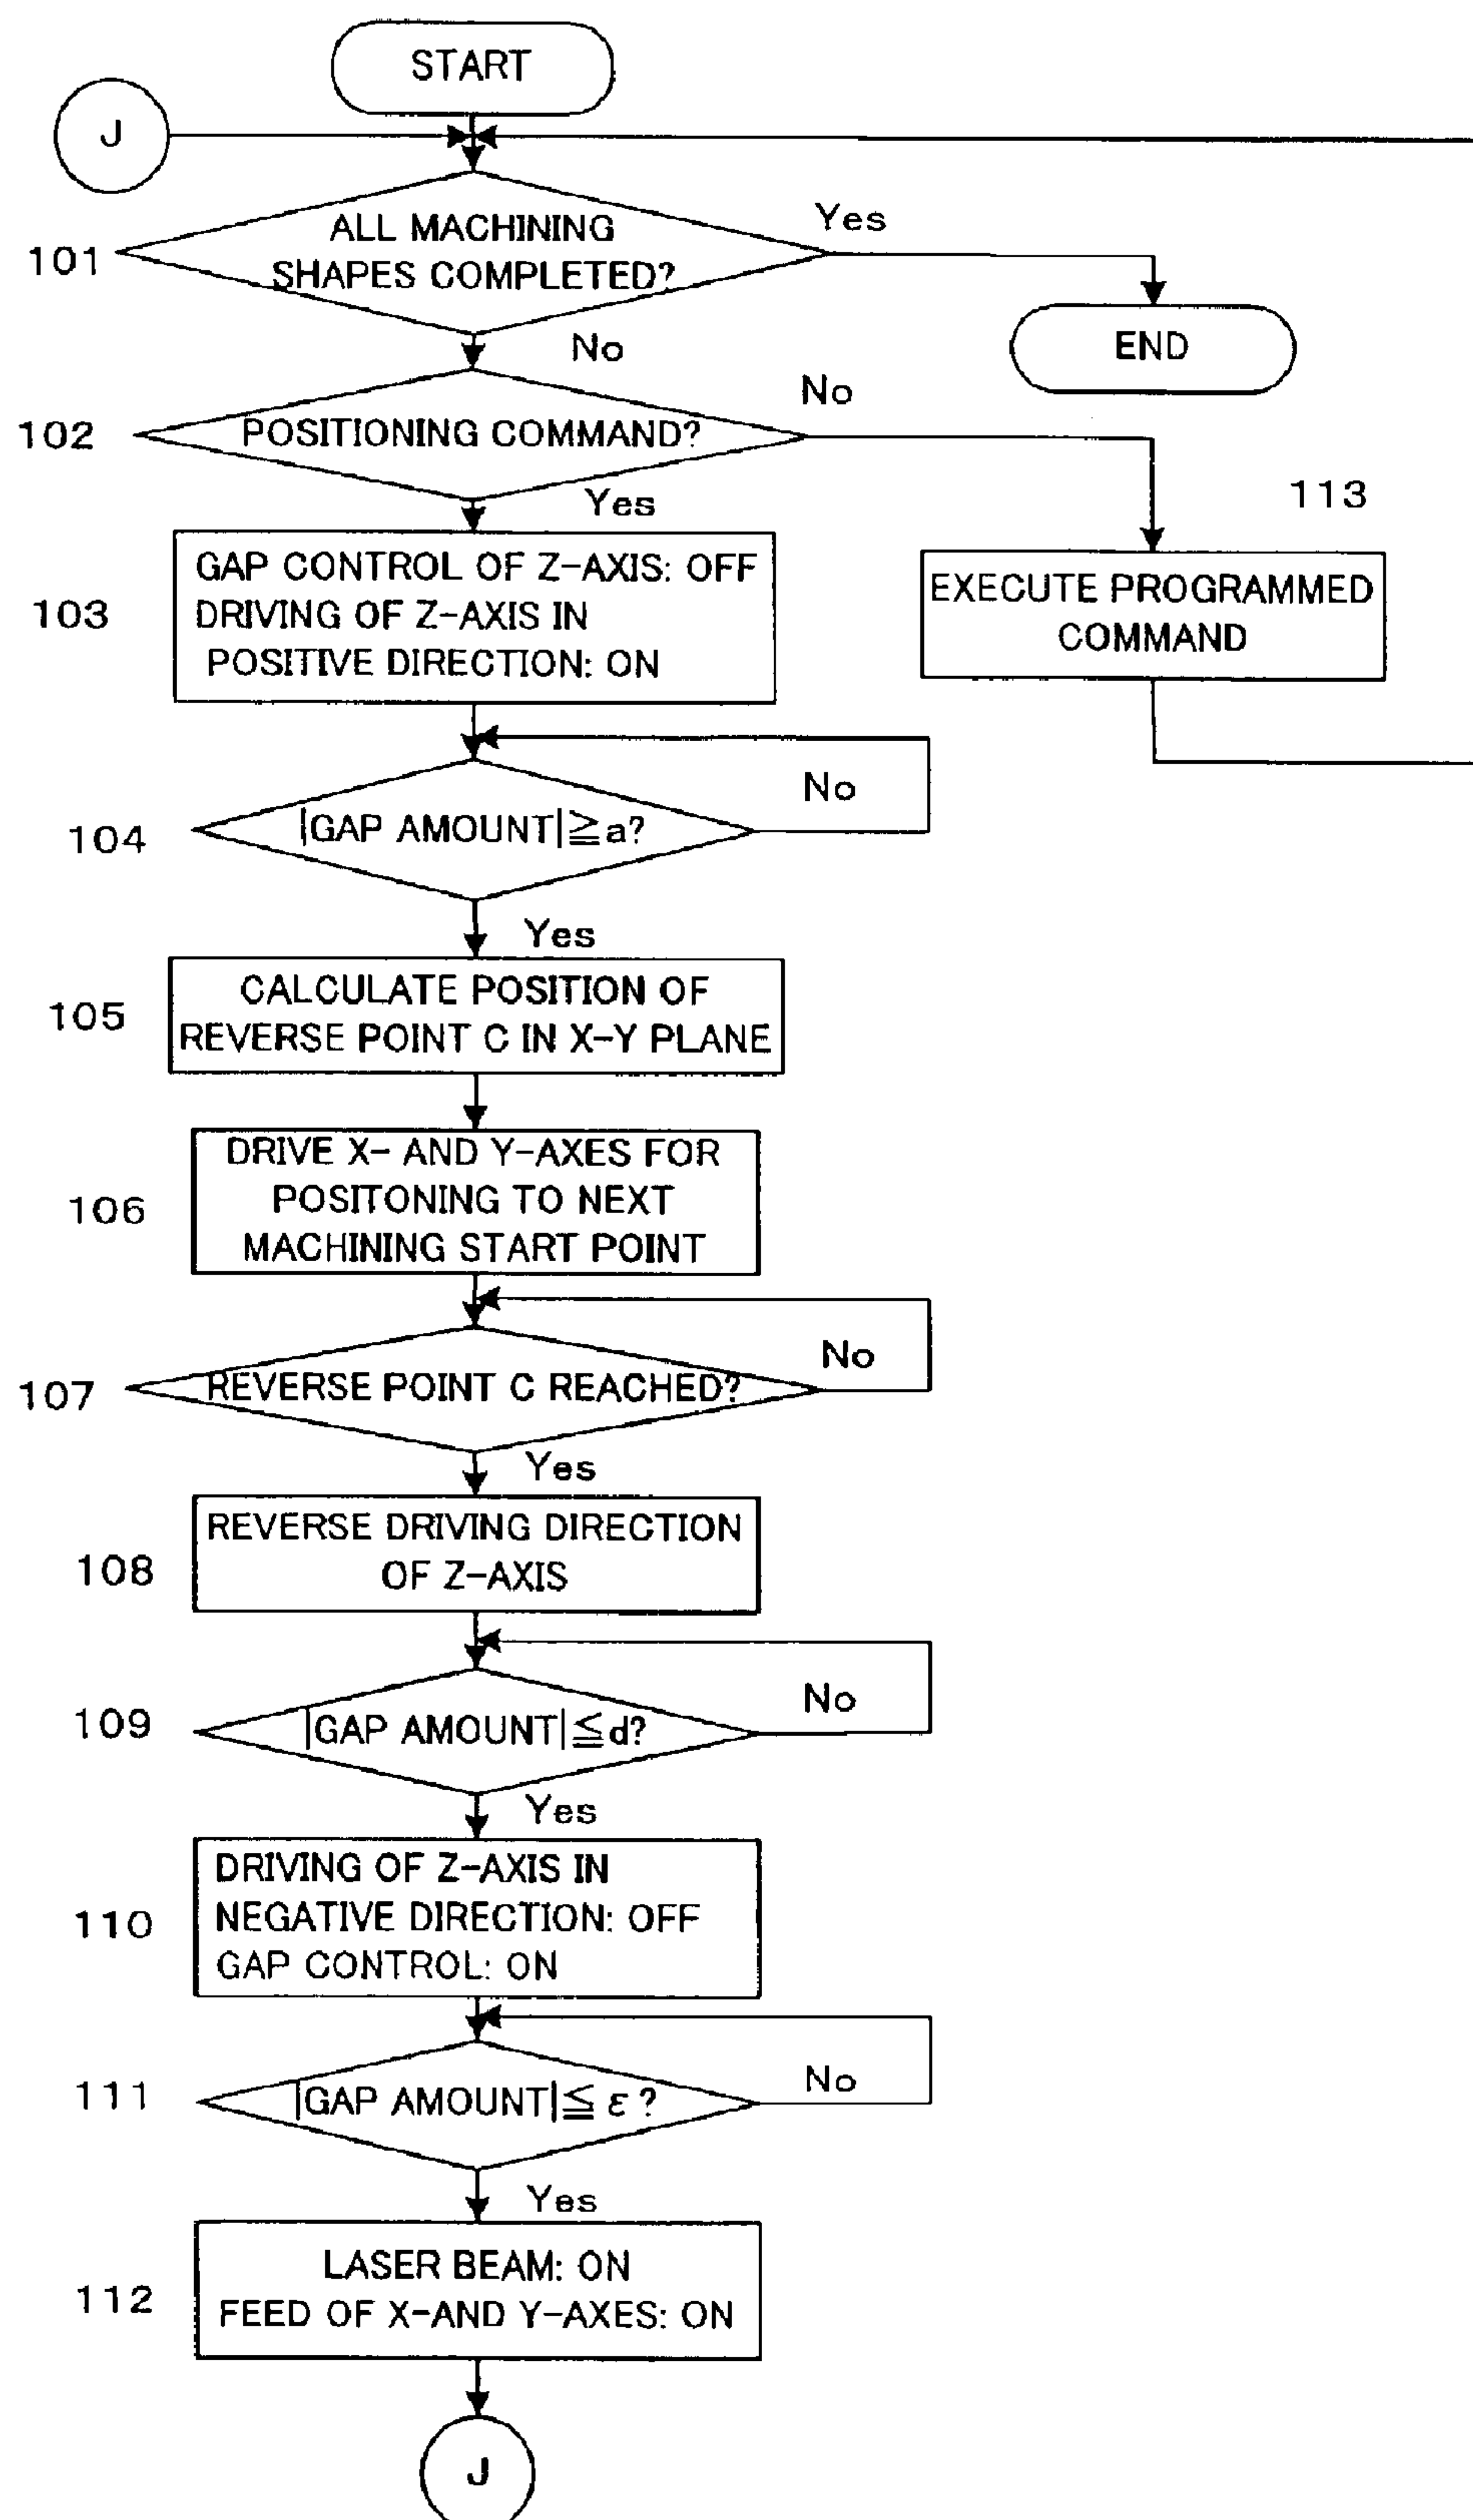 START
J
101
ALL MACHINING
SHAPES COMPLETED?
Yes
END
No
102
POSITIONING COMMAND?
No
Yes
113
EXECUTE PROGRAMMED
COMMAND
103
GAP CONTROL OF Z-AXIS: OFF
DRIVING OF Z-AXIS IN
POSITIVE DIRECTION: ON
104
|GAP AMOUNT|≧a?
No
Yes
105
CALCULATE POSITION OF
REVERSE POINT C IN X-Y PLANE
106
DRIVE X- AND Y-AXES FOR
POSITONING TO NEXT
MACHINING START POINT
107
REVERSE POINT C REACHED?
No
Yes
108
REVERSE DRIVING DIRECTION
OF Z-AXIS
109
|GAP AMOUNT|≦d?
No
Yes
110
DRIVING OF Z-AXIS IN
NEGATIVE DIRECTION: OFF
GAP CONTROL: ON
111
|GAP AMOUNT|≦ ε?
No
Yes
112
LASER BEAM: ON
FEED OF X-AND Y-AXES: ON
J